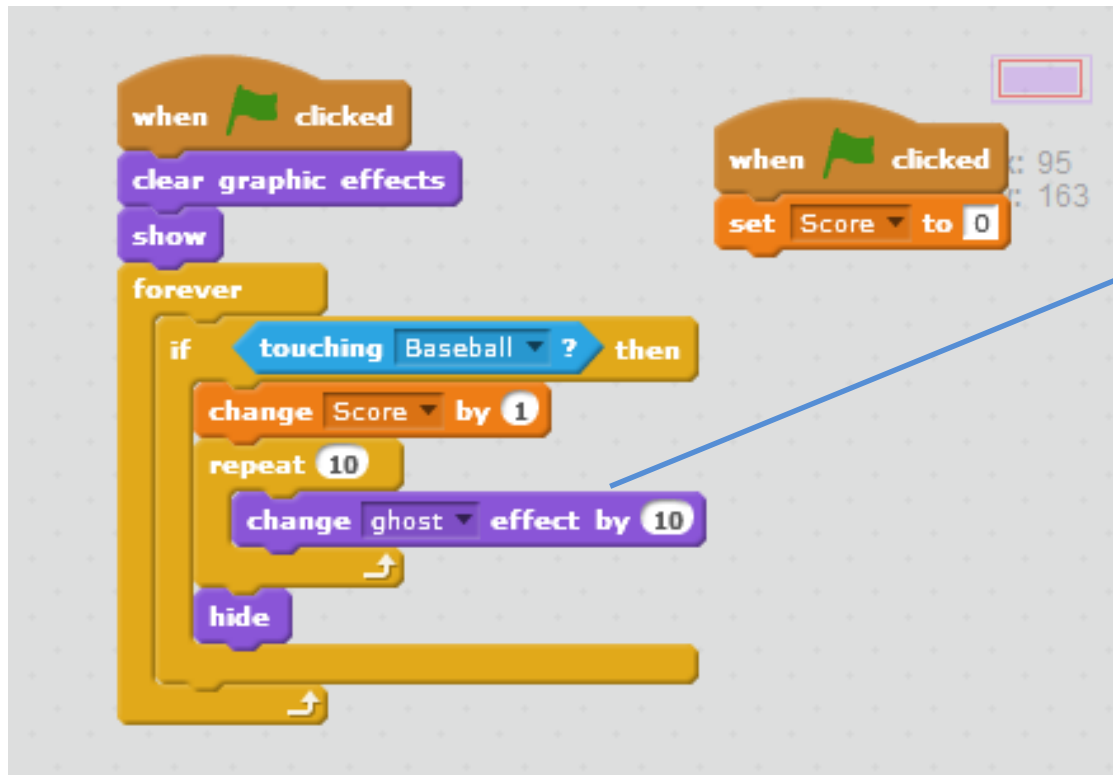 when clicked
clear graphic effects
show
forever
if touching Baseball ? then
change Score by 1
repeat 10
change ghost effect by 10
hide
when clicked
set Score to 0
x: 95
y: 163